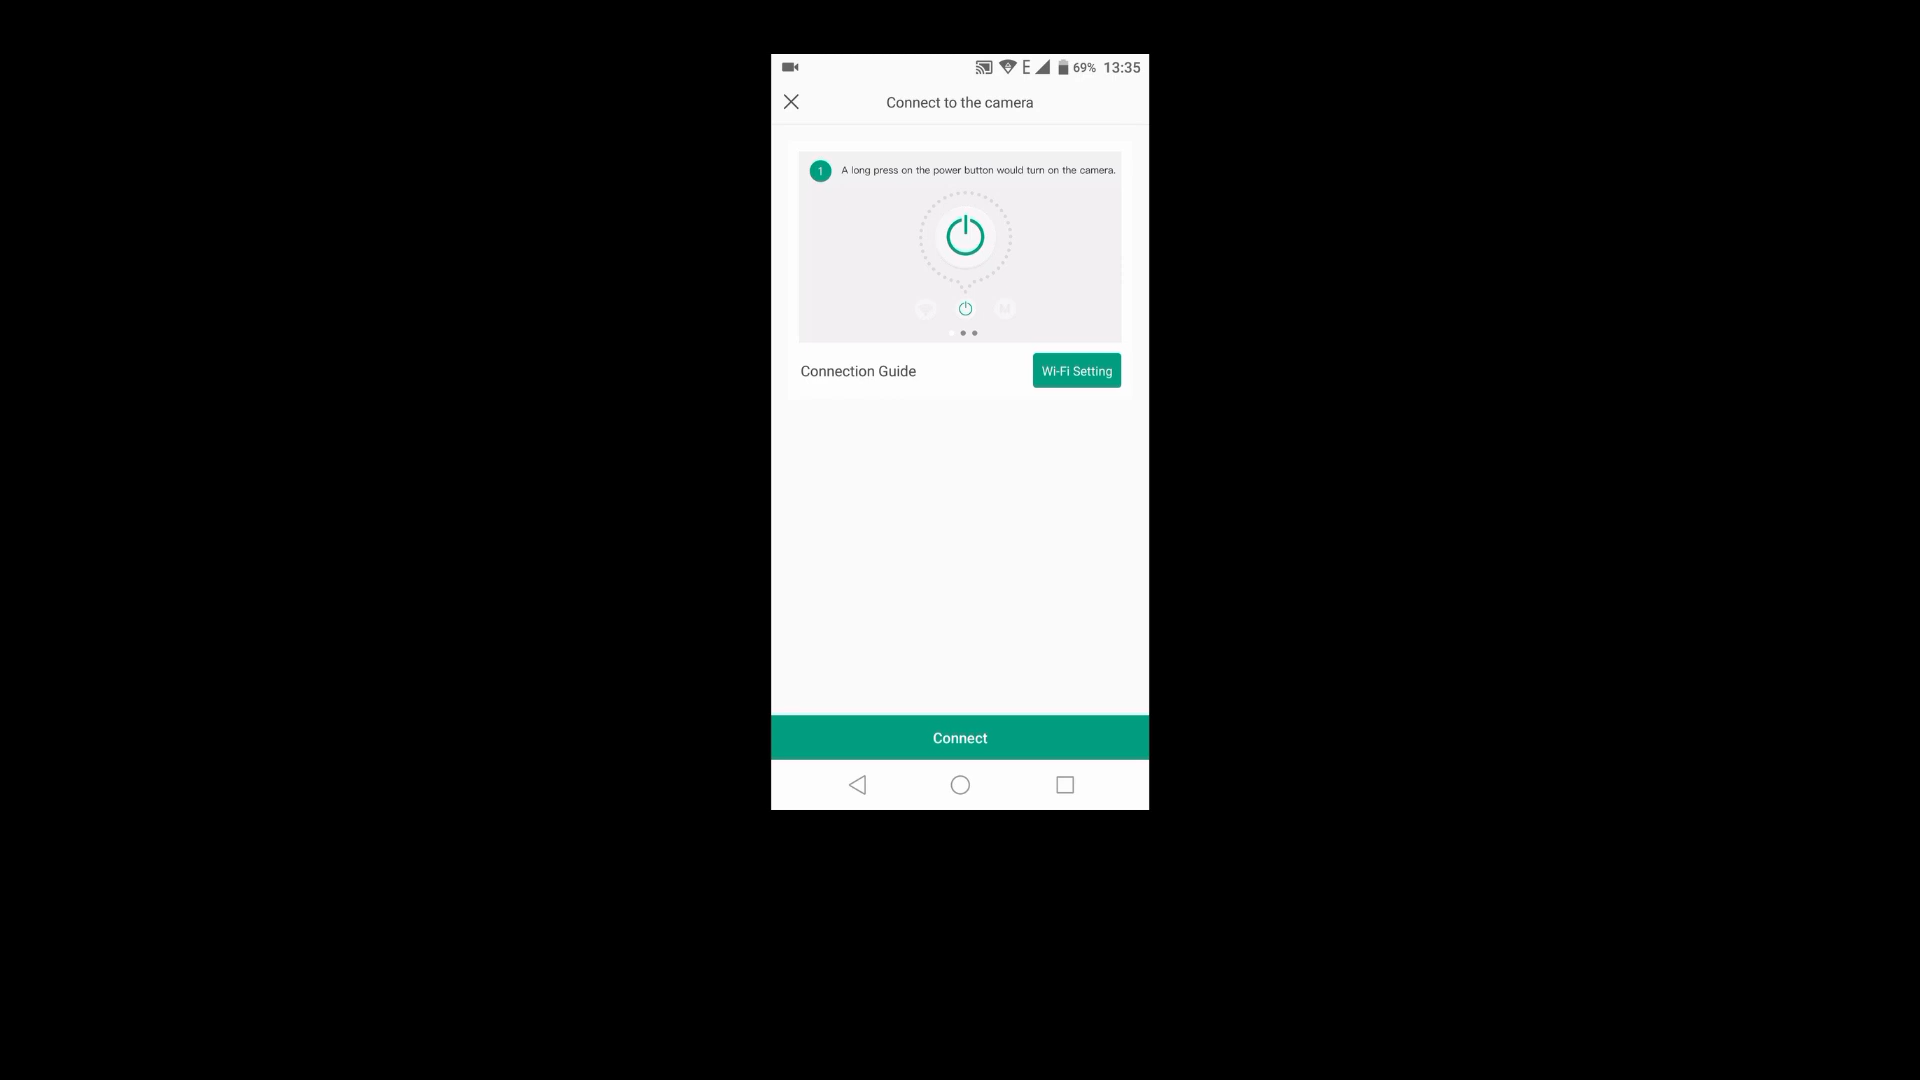 E 69% 13:35
Connect to the camera
1 A long press on the power button would turn on the camera.
M
Connection Guide
Wi-Fi Setting
Connect